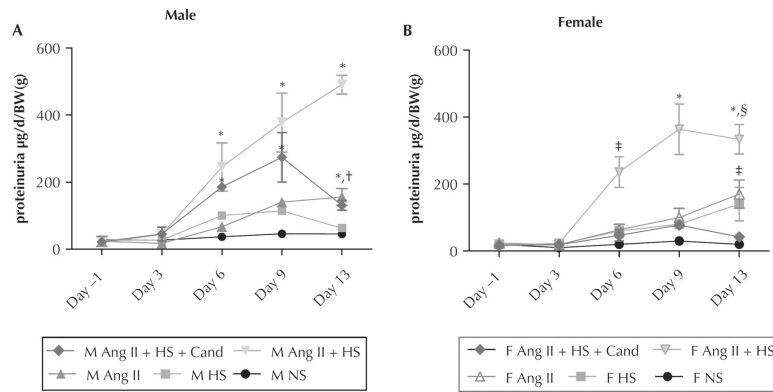 Male
A
proteinuria µg/d/BW(g)
600
400
200
0
*
*
*
*
*
*,†
Day –1
Day 3
Day 6
Day 9
Day 13
M Ang II + HS + Cand
M Ang II + HS
M Ang II
M HS
M NS
Female
B
proteinuria µg/d/BW(g)
600
400
200
0
‡
*
*,§
‡
Day –1
Day 3
Day 6
Day 9
Day 13
F Ang II + HS + Cand
F Ang II + HS
F Ang II
F HS
F NS